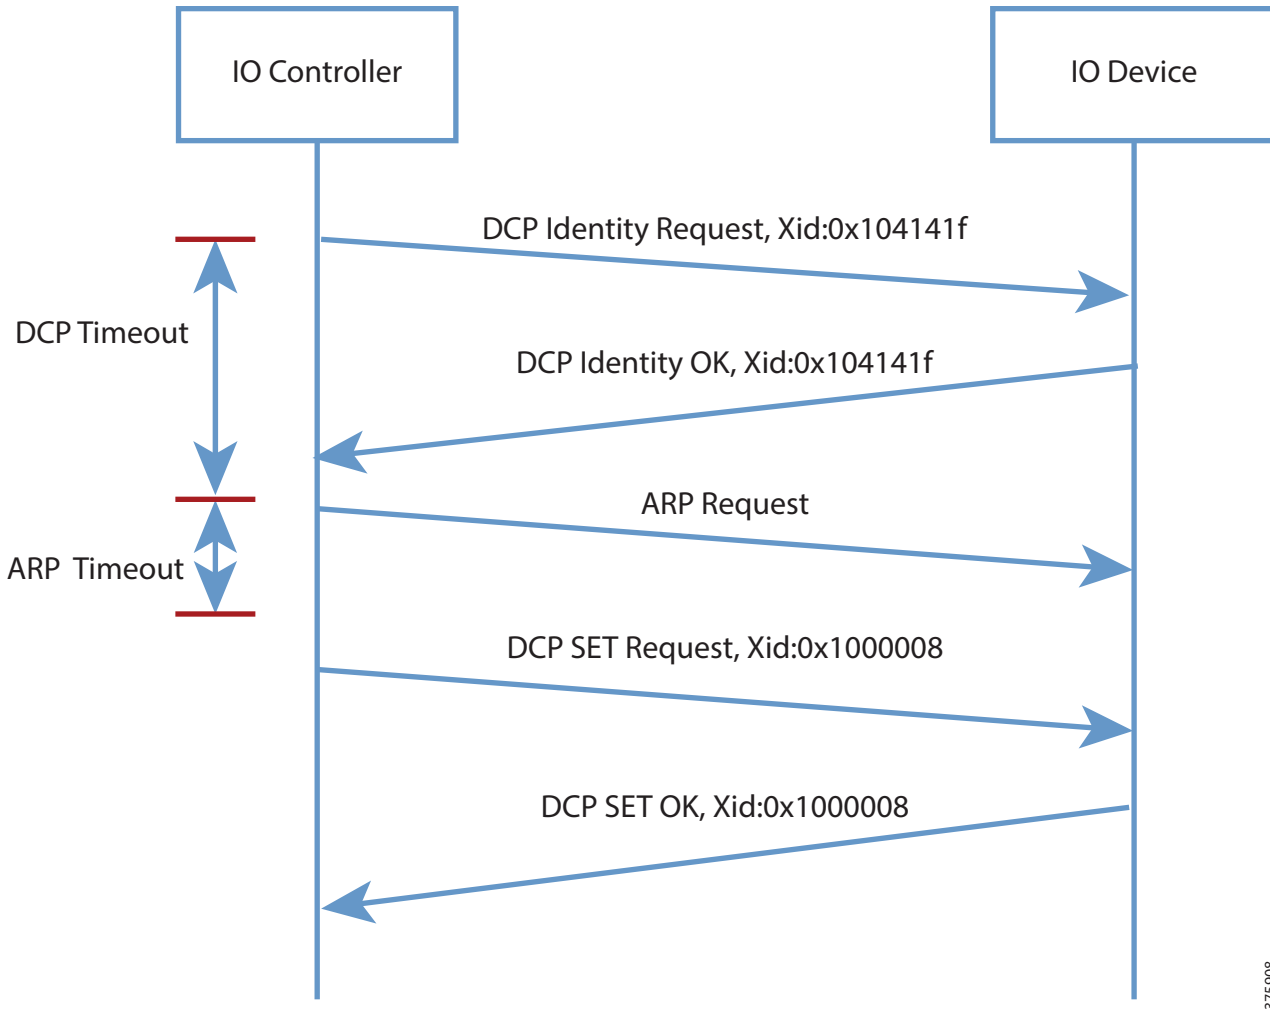 IO Controller
IO Device
DCP Identity Request, Xid:0x104141f
DCP Timeout
DCP Identity OK, Xid:0x104141f
ARP Request
ARP Timeout
DCP SET Request, Xid:0x1000008
DCP SET OK, Xid:0x1000008